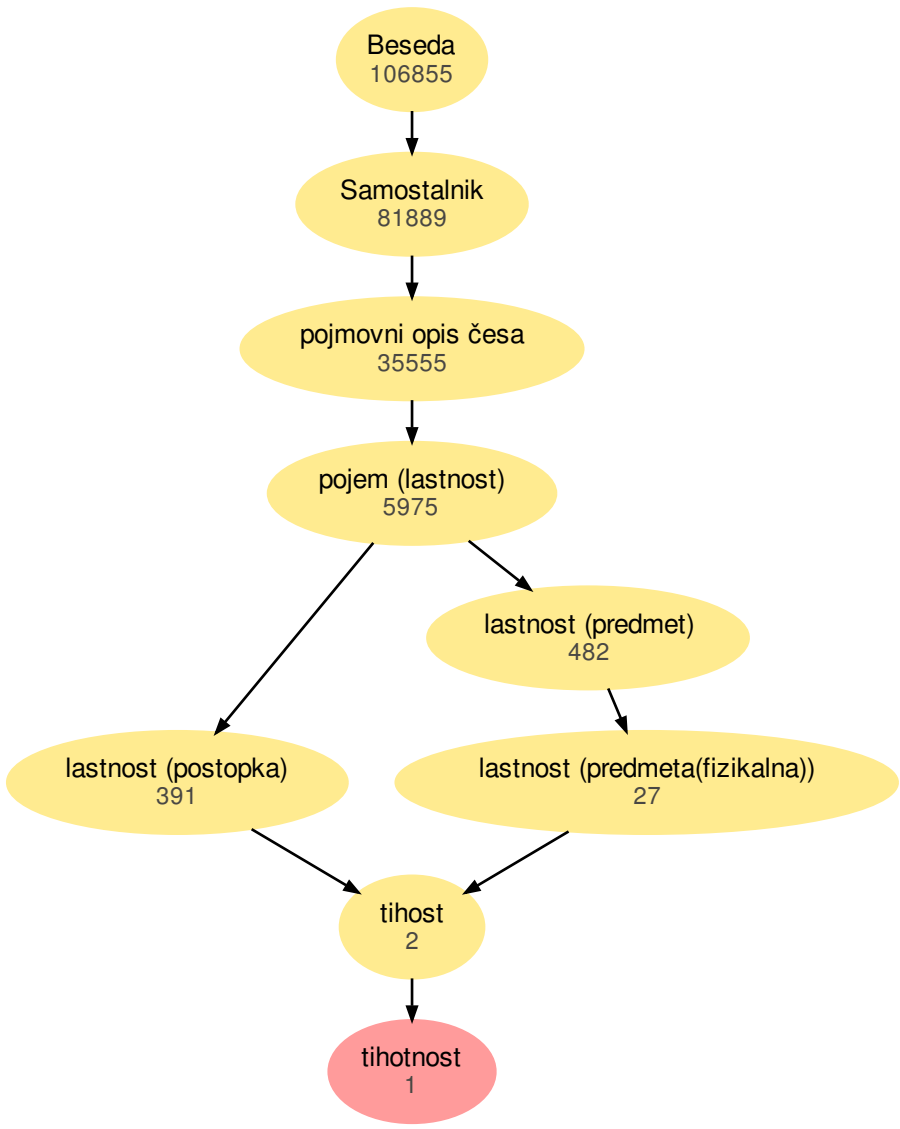 Beseda
106855
Samostalnik
81889
pojmovni opis česa
35555
pojem (lastnost)
5975
lastnost (predmet)
482
lastnost (postopka)
391
lastnost (predmeta(fizikalna))
27
tihost
2
tihotnost
1